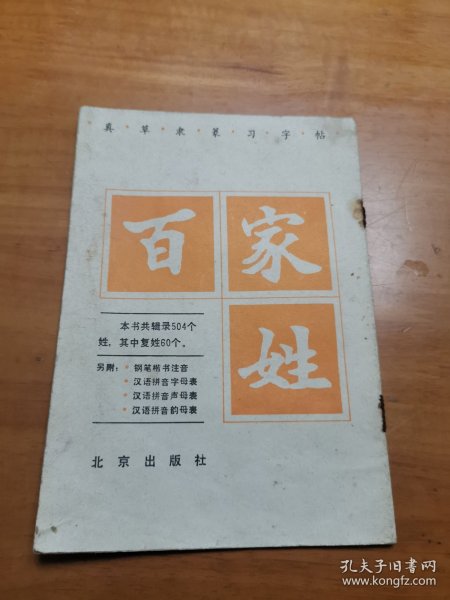 真·草·隶·篆·习·字·帖
百家
姓
本书共辑录504个
姓，其中复姓60个。
另附：•钢笔楷书注音
•汉语拼音字母表
•汉语拼音声母表
•汉语拼音韵母表
北京出版社
孔夫子旧书网
www.kongfz.com